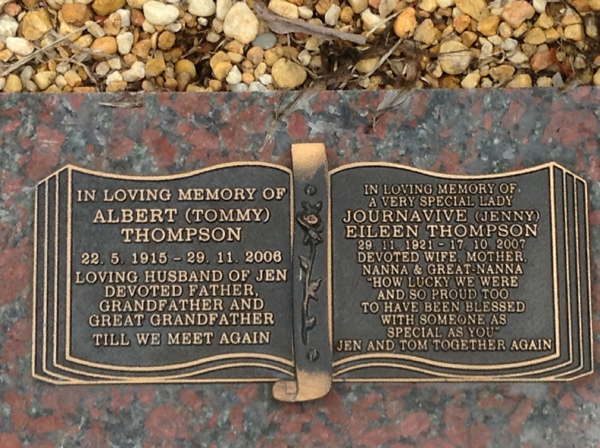 IN LOVING MEMORY OF
ALBERT (TOMMY)
THOMPSON
22. 5. 1915 - 29. 11. 2006
LOVING HUSBAND OF JEN
DEVOTED FATHER,
GRANDFATHER AND
GREAT GRANDFATHER
TILL WE MEET AGAIN
IN LOVING MEMORY OF
A VERY SPECIAL LADY
JOURNAVIVE (JENNY)
EILEEN THOMPSON
29. 11. 1921 - 17. 10. 2007
DEVOTED WIFE, MOTHER,
NANNA & GREAT-NANNA
"HOW LUCKY WE WERE
AND SO PROUD TOO
TO HAVE BEEN BLESSED
WITH SOMEONE AS
SPECIAL AS YOU"
JEN AND TOM TOGETHER AGAIN